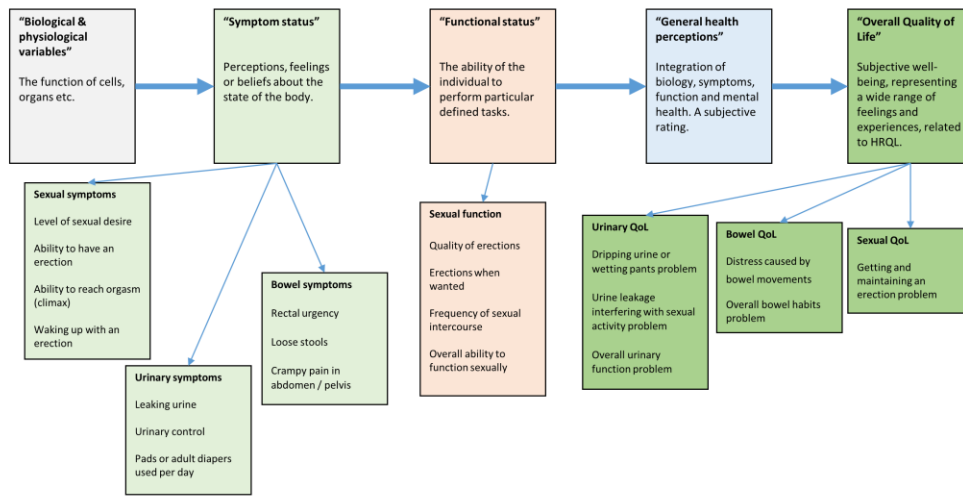 “Biological &
physiological
variables”
The function of cells,
organs etc.
“Symptom status”
Perceptions, feelings
or beliefs about the
state of the body.
“Functional status”
The ability of the
individual to
perform particular
defined tasks.
“General health
perceptions”
Integration of
biology, symptoms,
function and mental
health. A subjective
rating.
“Overall Quality of
Life”
Subjective well-
being, representing
a wide range of
feelings and
experiences, related
to HRQL.
Sexual symptoms
Level of sexual desire
Ability to have an
erection
Ability to reach orgasm
(climax)
Waking up with an
erection
Urinary symptoms
Leaking urine
Urinary control
Pads or adult diapers
used per day
Bowel symptoms
Rectal urgency
Loose stools
Crampy pain in
abdomen / pelvis
Sexual function
Quality of erections
Erections when
wanted
Frequency of sexual
intercourse
Overall ability to
function sexually
Urinary QoL
Dripping urine or
wetting pants problem
Urine leakage
interfering with sexual
activity problem
Overall urinary
function problem
Bowel QoL
Distress caused by
bowel movements
Overall bowel habits
problem
Sexual QoL
Getting and
maintaining an
erection problem